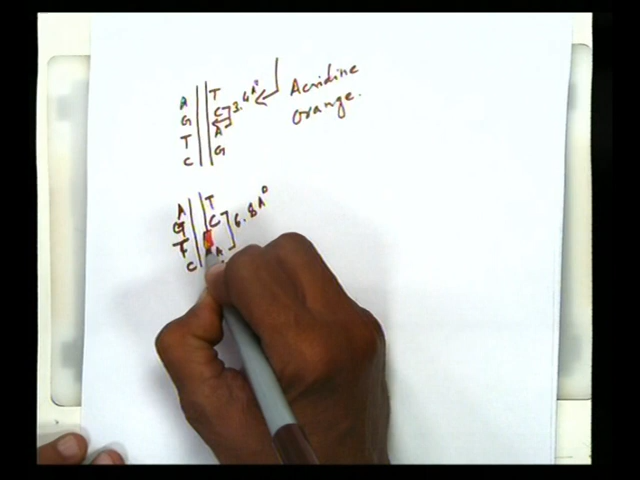 A T
G C 3.4A° Acridine
T A orange.
C G
A T
G C 6.8A°
T A
C